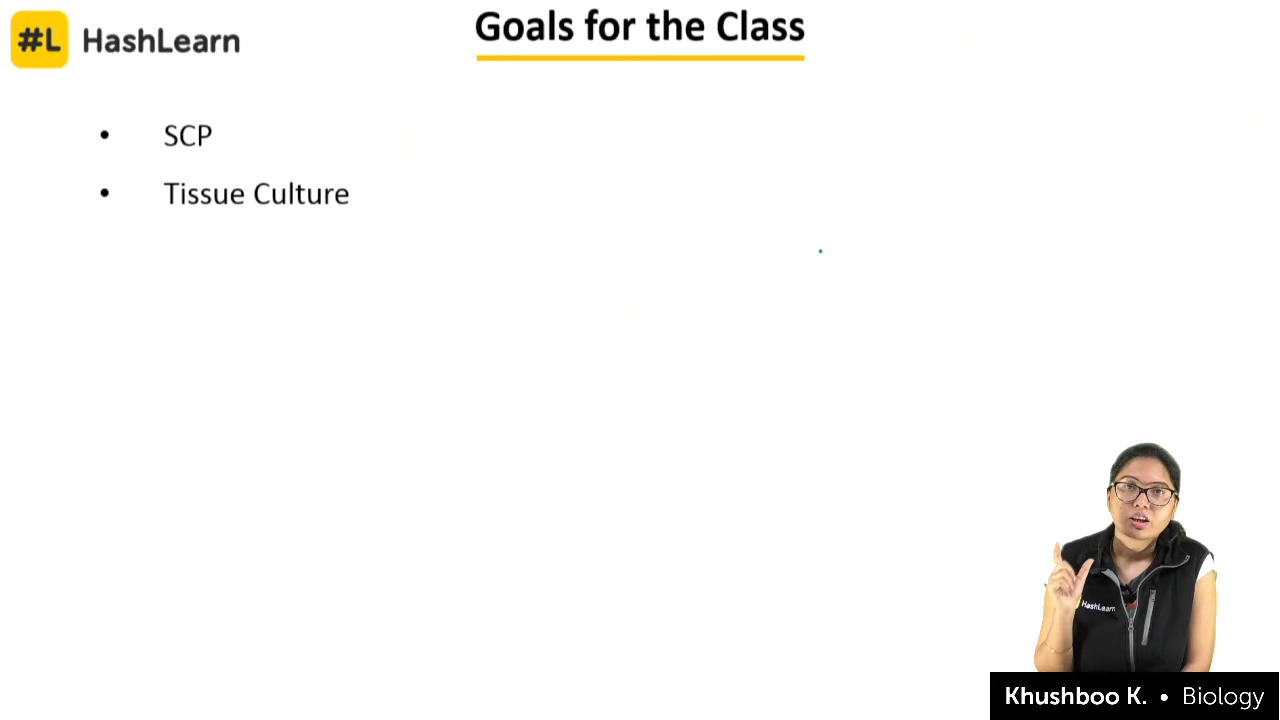 #L HashLearn
Goals for the Class
• SCP
• Tissue Culture
HashLearn
Khushboo K. • Biology